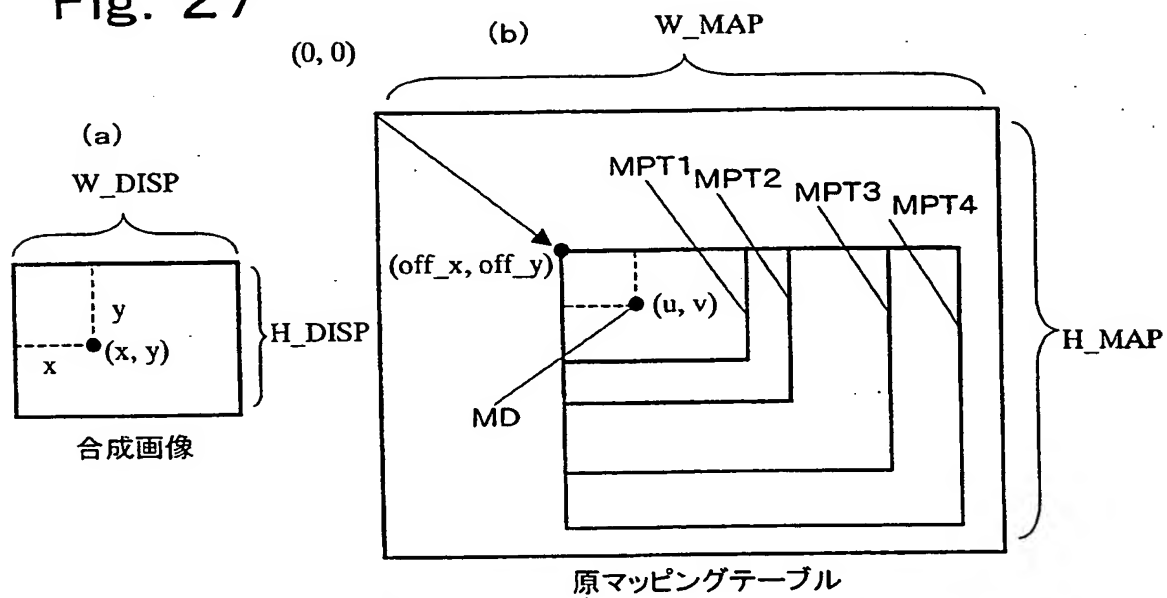 Fig. 27
(a)
W_DISP
y
x
(x, y)
H_DISP
合成画像
(b)
(0, 0)
W_MAP
MPT1
MPT2
MPT3
MPT4
(off_x, off_y)
(u, v)
MD
H_MAP
原マッピングテーブル